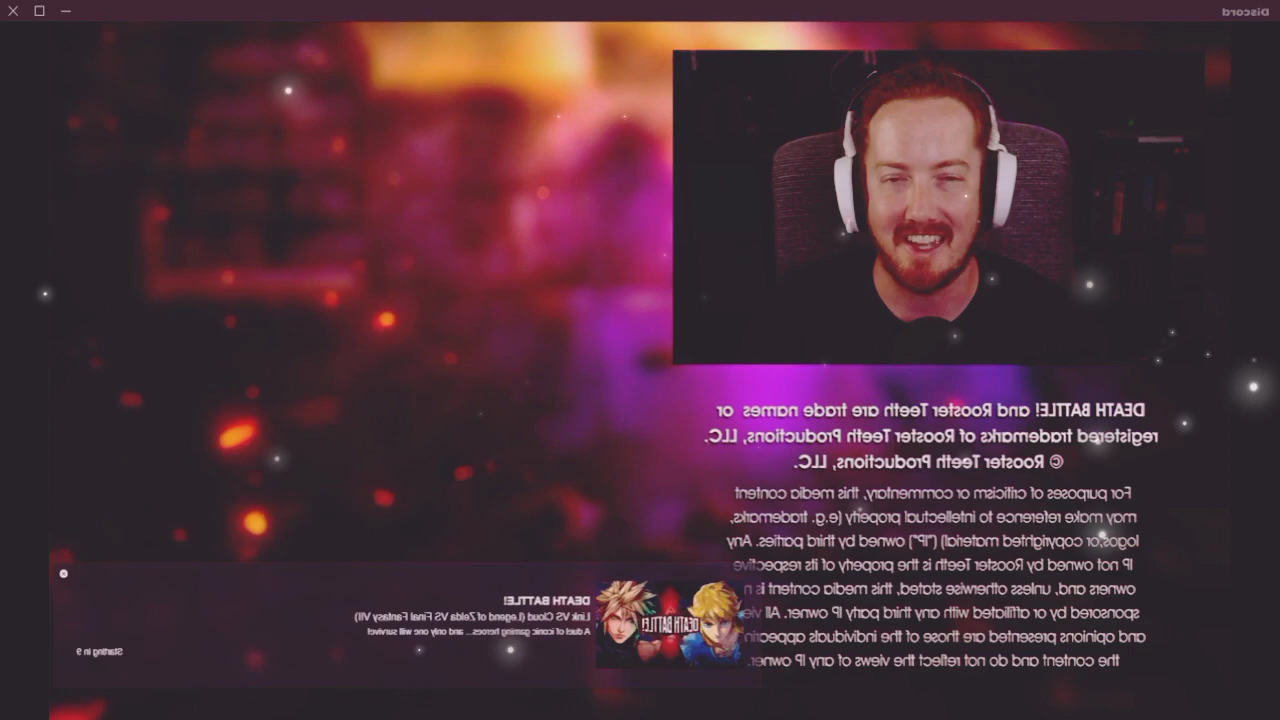 Discord
DEATH BATTLE! and Rooster Teeth are trade names or
registered trademarks of Rooster Teeth Productions, LLC.
© Rooster Teeth Productions, LLC.
For purposes of criticism or commentary, this media content
may make reference to intellectual property (e.g. trademarks,
logos, or copyrighted material) ("IP") owned by third parties. Any
IP not owned by Rooster Teeth is the property of its respective
owners and, unless otherwise stated, this media content is
sponsored by or affiliated with any third party IP owner. All
and opinions presented are those of the individuals
the content and do not reflect the views of any IP owner.
DEATH BATTLE!
DEATH BATTLE!
Link VS Cloud (Legend of Zelda VS Final Fantasy VII)
A duel of iconic gaming heroes... and only one will survive!
Starting in 9